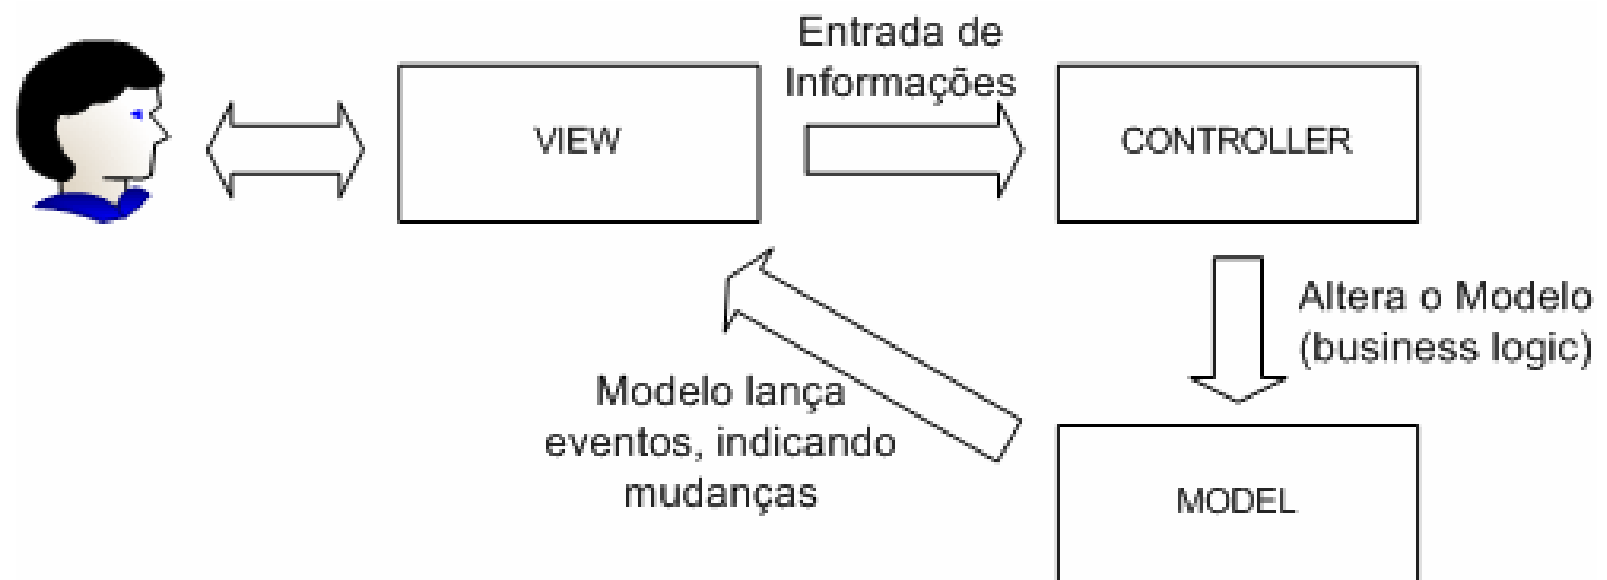 Entrada de
Informações
VIEW
CONTROLLER
Altera o Modelo
(business logic)
Modelo lança
eventos, indicando
mudanças
MODEL